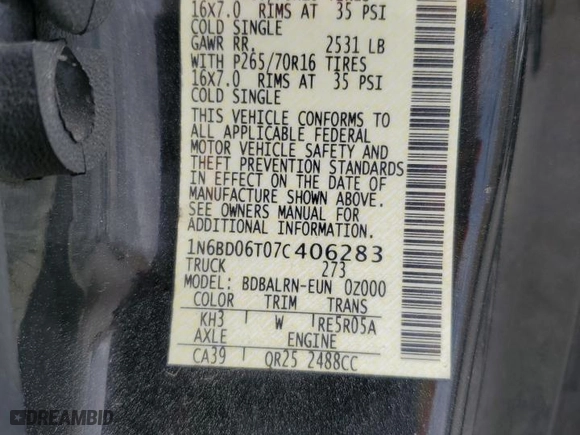 16X7.0 RIMS AT 35 PSI
COLD SINGLE
GAWR RR. 2531 LB
WITH P265/70R16 TIRES
16X7.0 RIMS AT 35 PSI
COLD SINGLE
THIS VEHICLE CONFORMS TO
ALL APPLICABLE FEDERAL
MOTOR VEHICLE SAFETY AND
THEFT PREVENTION STANDARDS
IN EFFECT ON THE DATE OF
MANUFACTURE SHOWN ABOVE.
SEE OWNERS MANUAL FOR
ADDITIONAL INFORMATION.
1N6BD06T07C406283
TRUCK 273
MODEL: BDBALRN-EUN 0Z000
COLOR TRIM TRANS
KH3 W RE5R05A
AXLE ENGINE
CA39 QR25 2488CC
DREAMBID